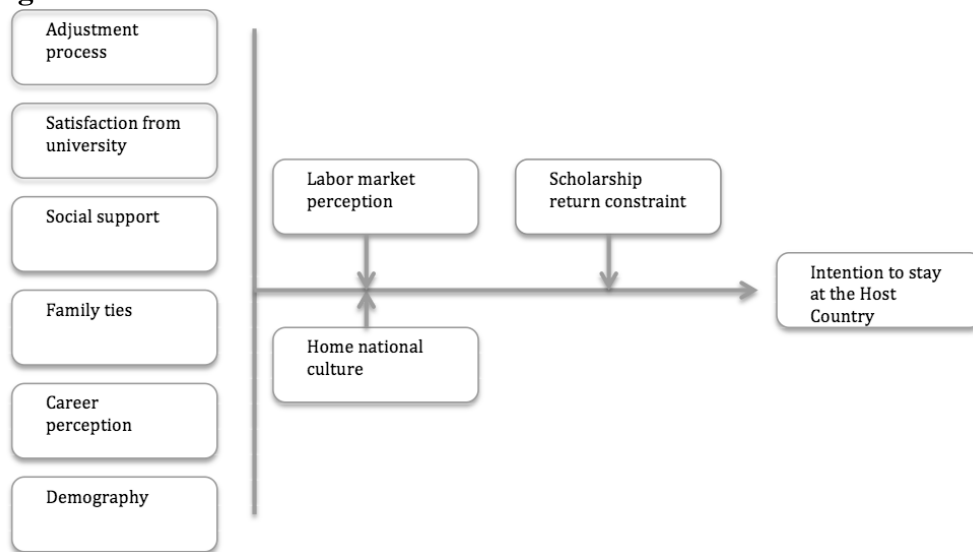 g
Adjustment
process
Satisfaction from
university
Social support
Family ties
Career
perception
Demography
Labor market
perception
Home national
culture
Scholarship
return constraint
Intention to stay
at the Host
Country